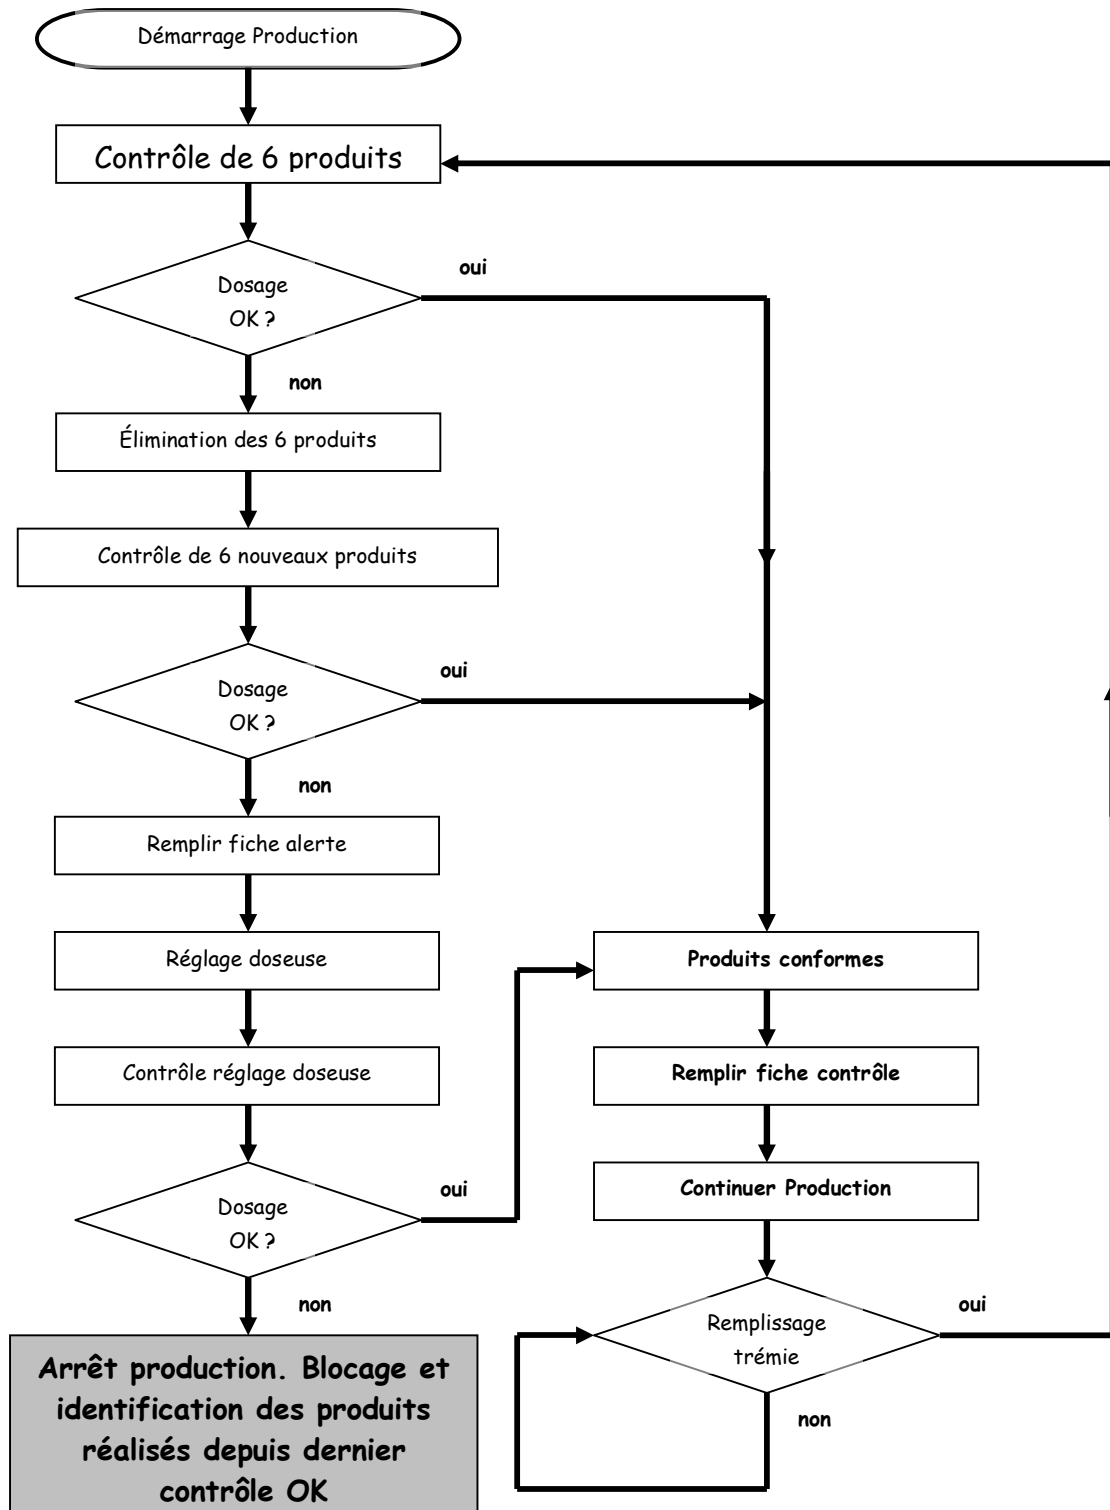 Démarrage Production
Contrôle de 6 produits
oui
Dosage
OK ?
non
Élimination des 6 produits
Contrôle de 6 nouveaux produits
oui
Dosage
OK ?
non
Remplir fiche alerte
Réglage doseuse
Produits conformes
Contrôle réglage doseuse
Remplir fiche contrôle
oui
Continuer Production
Dosage
OK ?
non
oui
Remplissage
trémie
non
Arrêt production. Blocage et
identification des produits
réalisés depuis dernier
contrôle OK